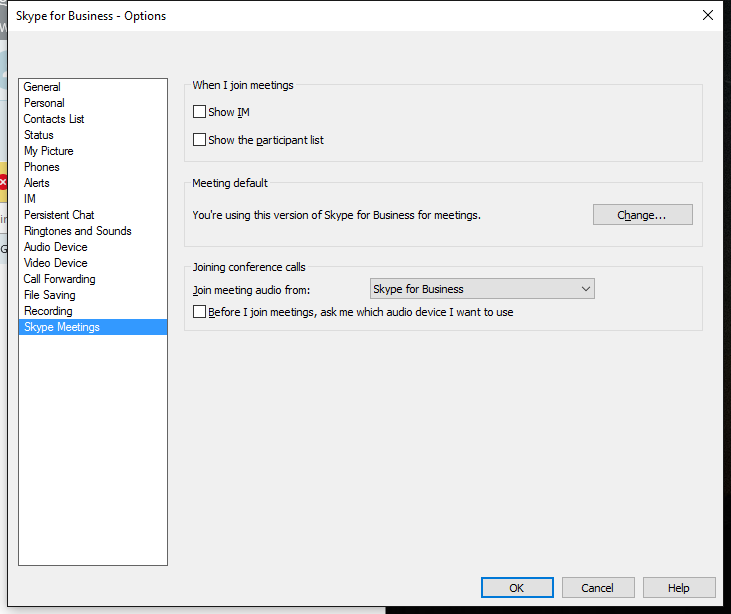 Skype for Business - Options
General
Personal
Contacts List
Status
My Picture
Phones
Alerts
IM
Persistent Chat
Ringtones and Sounds
Audio Device
Video Device
Call Forwarding
File Saving
Recording
Skype Meetings
When I join meetings
Show IM
Show the participant list
Meeting default
You're using this version of Skype for Business for meetings.
Change...
Joining conference calls
Join meeting audio from:
Skype for Business
Before I join meetings, ask me which audio device I want to use
OK
Cancel
Help